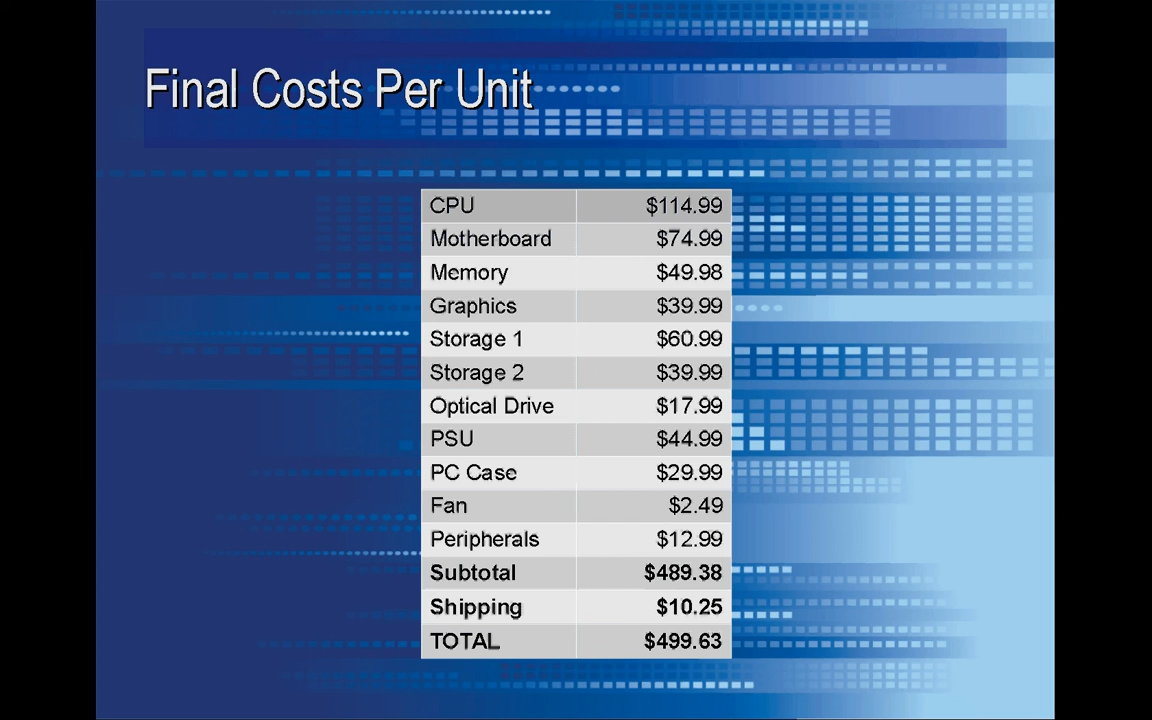 Final Costs Per Unit
CPU $114.99
Motherboard $74.99
Memory $49.98
Graphics $39.99
Storage 1 $60.99
Storage 2 $39.99
Optical Drive $17.99
PSU $44.99
PC Case $29.99
Fan $2.49
Peripherals $12.99
Subtotal $489.38
Shipping $10.25
TOTAL $499.63